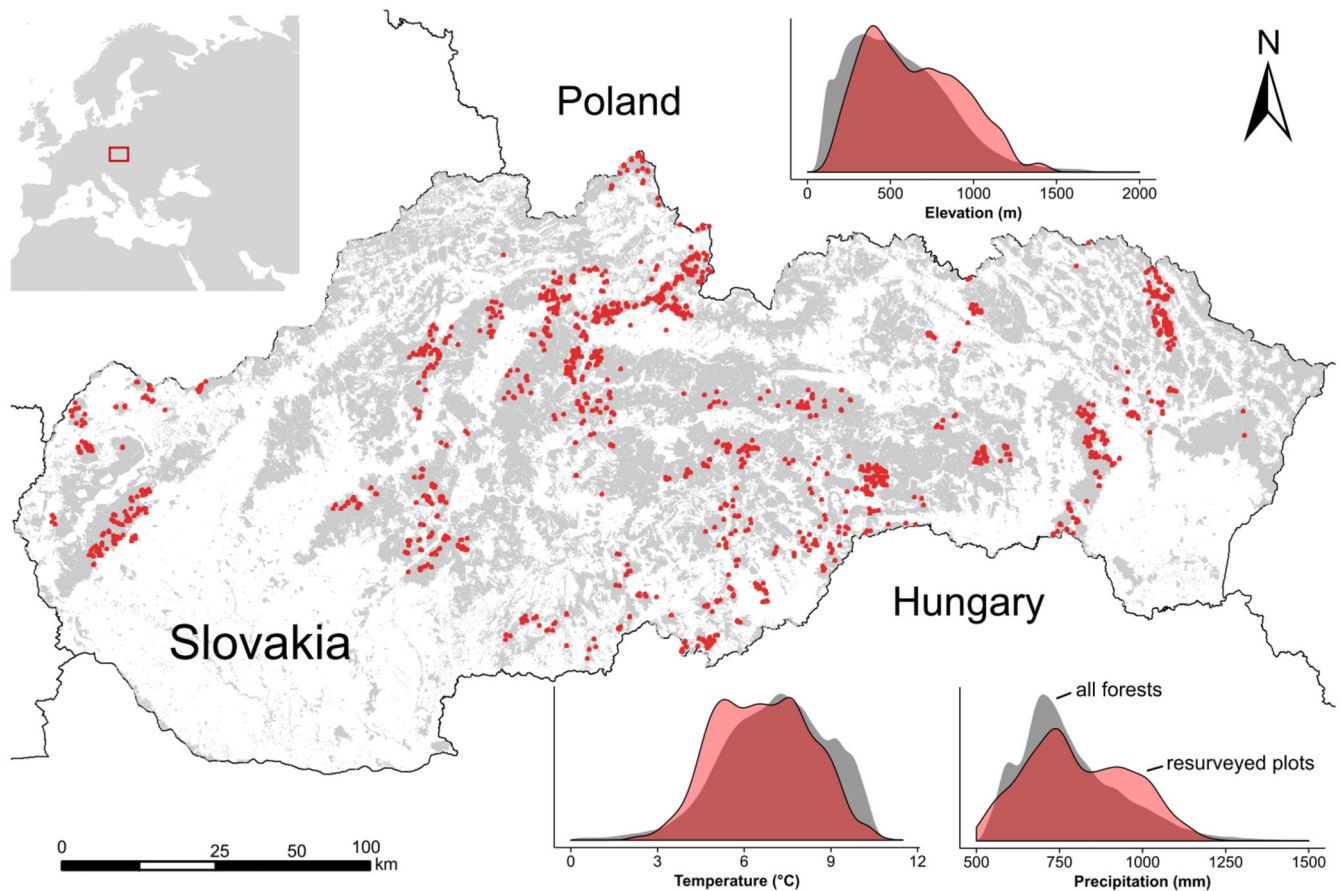 Poland
N
0 500 1000 1500 2000
Elevation (m)
Slovakia
Hungary
all forests
resurveyed plots
0 25 50 100
km
0 3 6 9 12
Temperature (°C)
500 750 1000 1250 1500
Precipitation (mm)